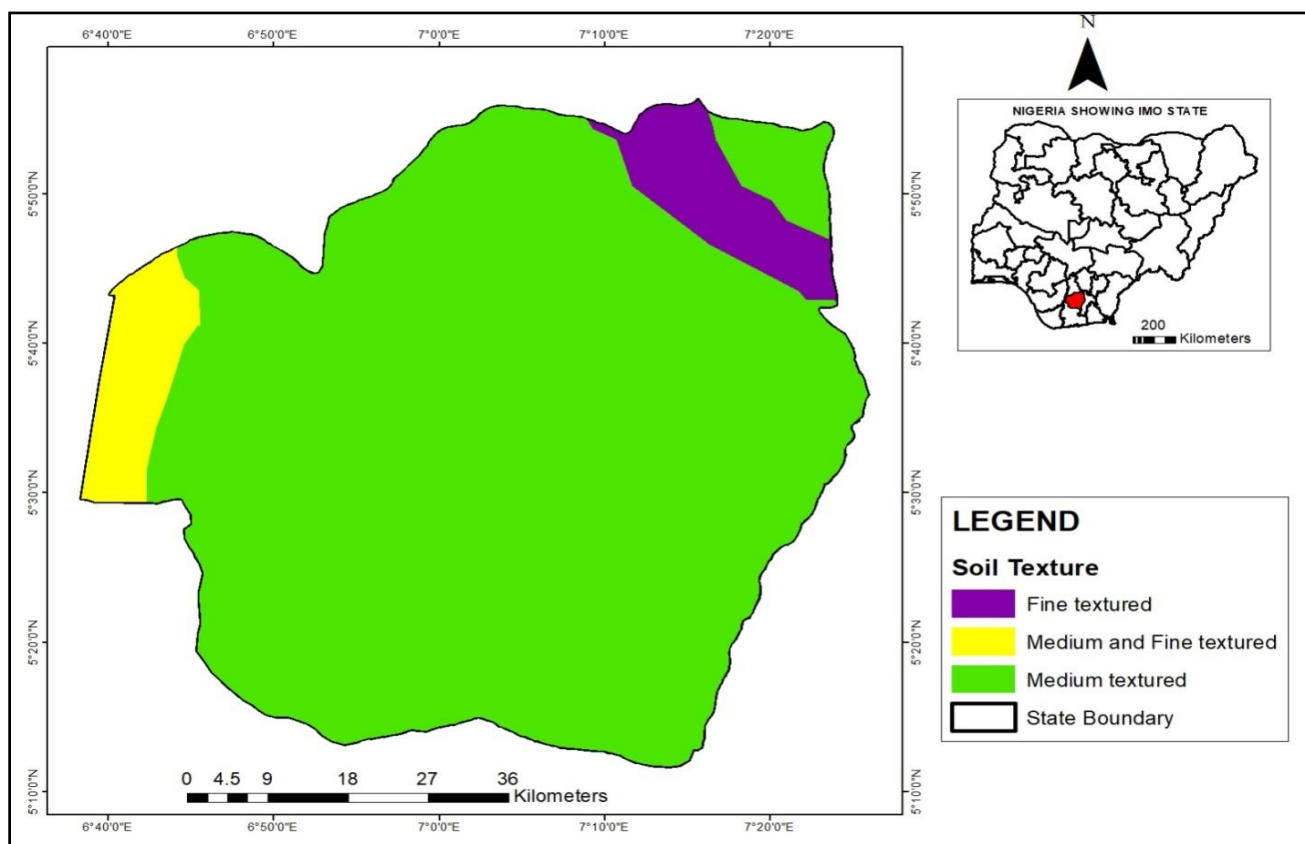 6°40'0"E 6°50'0"E 7°0'0"E 7°10'0"E 7°20'0"E
N
NIGERIA SHOWING IMO STATE
200
Kilometers
5°50'0"N 5°50'0"N
5°40'0"N 5°40'0"N
5°30'0"N 5°30'0"N
5°20'0"N 5°20'0"N
5°10'0"N 5°10'0"N
LEGEND
Soil Texture
Fine textured
Medium and Fine textured
Medium textured
State Boundary
0 4.5 9 18 27 36
Kilometers
6°40'0"E 6°50'0"E 7°0'0"E 7°10'0"E 7°20'0"E